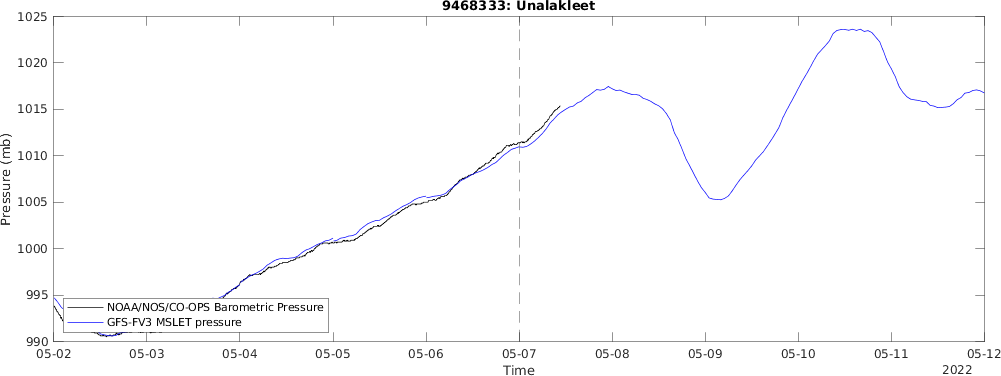 9468333: Unalakleet
Pressure (mb)
1025
1020
1015
1010
1005
1000
995
990
NOAA/NOS/CO-OPS Barometric Pressure
GFS-FV3 MSLET pressure
05-02 05-03 05-04 05-05 05-06 05-07 05-08 05-09 05-10 05-11 05-12
Time
2022